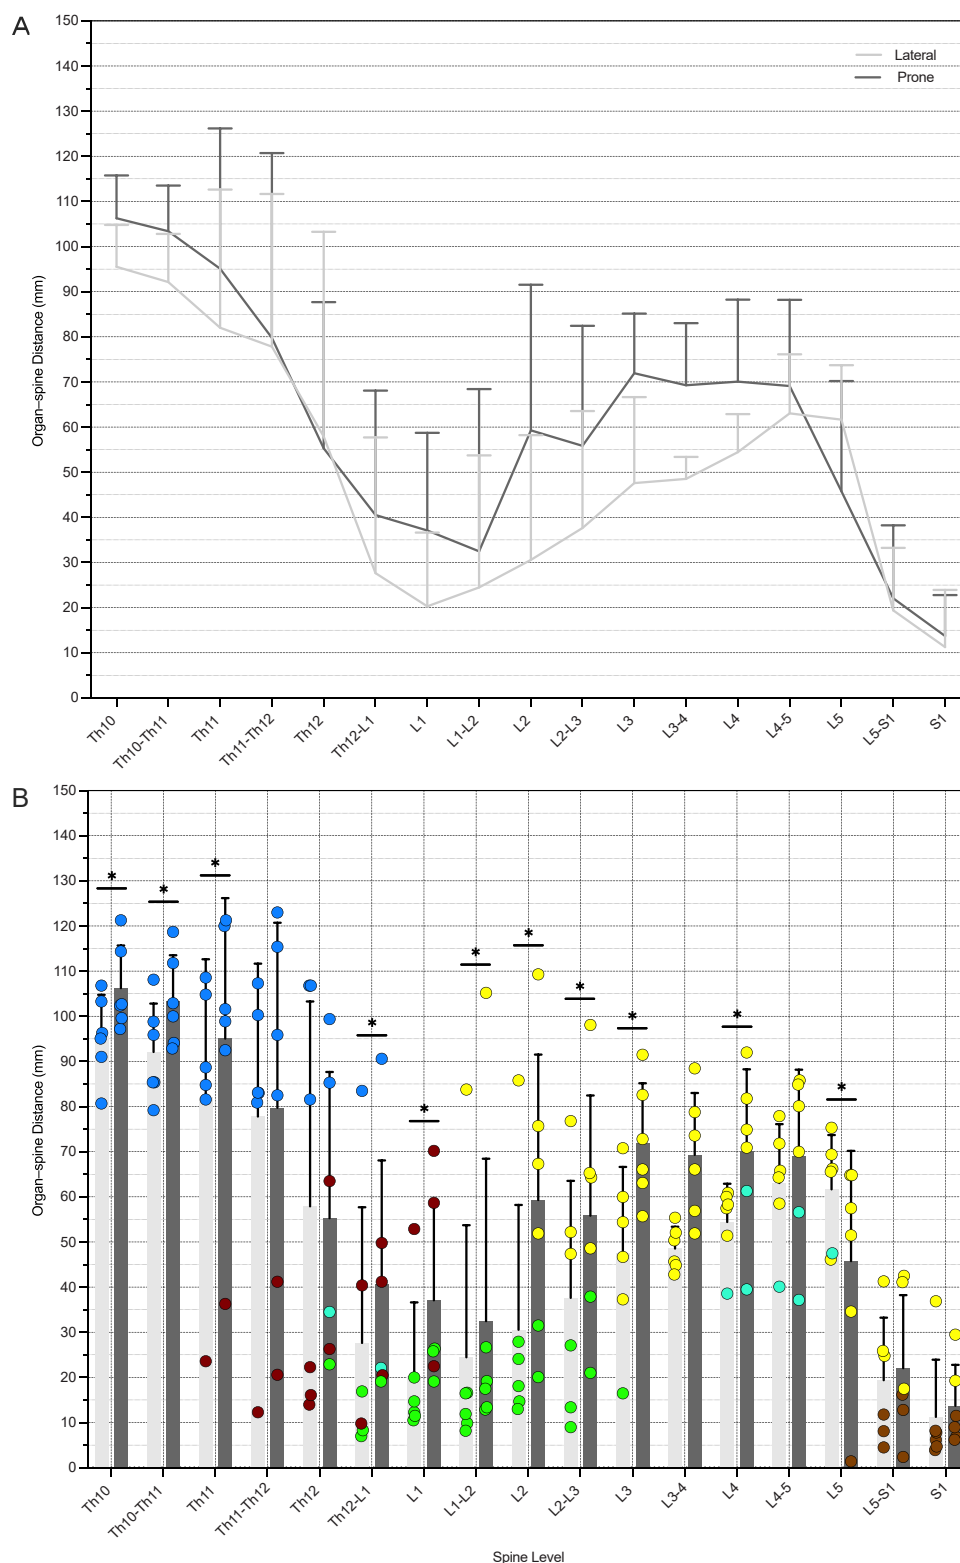 A
150
140
130
120
110
100
90
80
70
60
50
40
30
20
10
0
Organ–spine Distance (mm)
Lateral
Prone
Th10
Th10-Th11
Th11
Th11-Th12
Th12
Th12-L1
L1
L1-L2
L2
L2-L3
L3
L3-4
L4
L4-5
L5
L5-S1
S1
B
150
140
130
120
110
100
90
80
70
60
50
40
30
20
10
0
Organ–spine Distance (mm)
*
*
*
*
*
*
*
*
*
*
*
Th10
Th10-Th11
Th11
Th11-Th12
Th12
Th12-L1
L1
L1-L2
L2
L2-L3
L3
L3-4
L4
L4-5
L5
L5-S1
S1
Spine Level